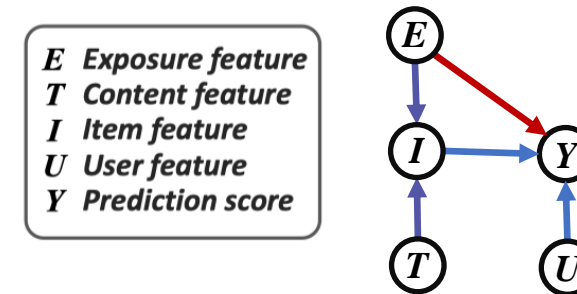 E Exposure feature
T Content feature
I Item feature
U User feature
Y Prediction score
E
I
Y
T
U